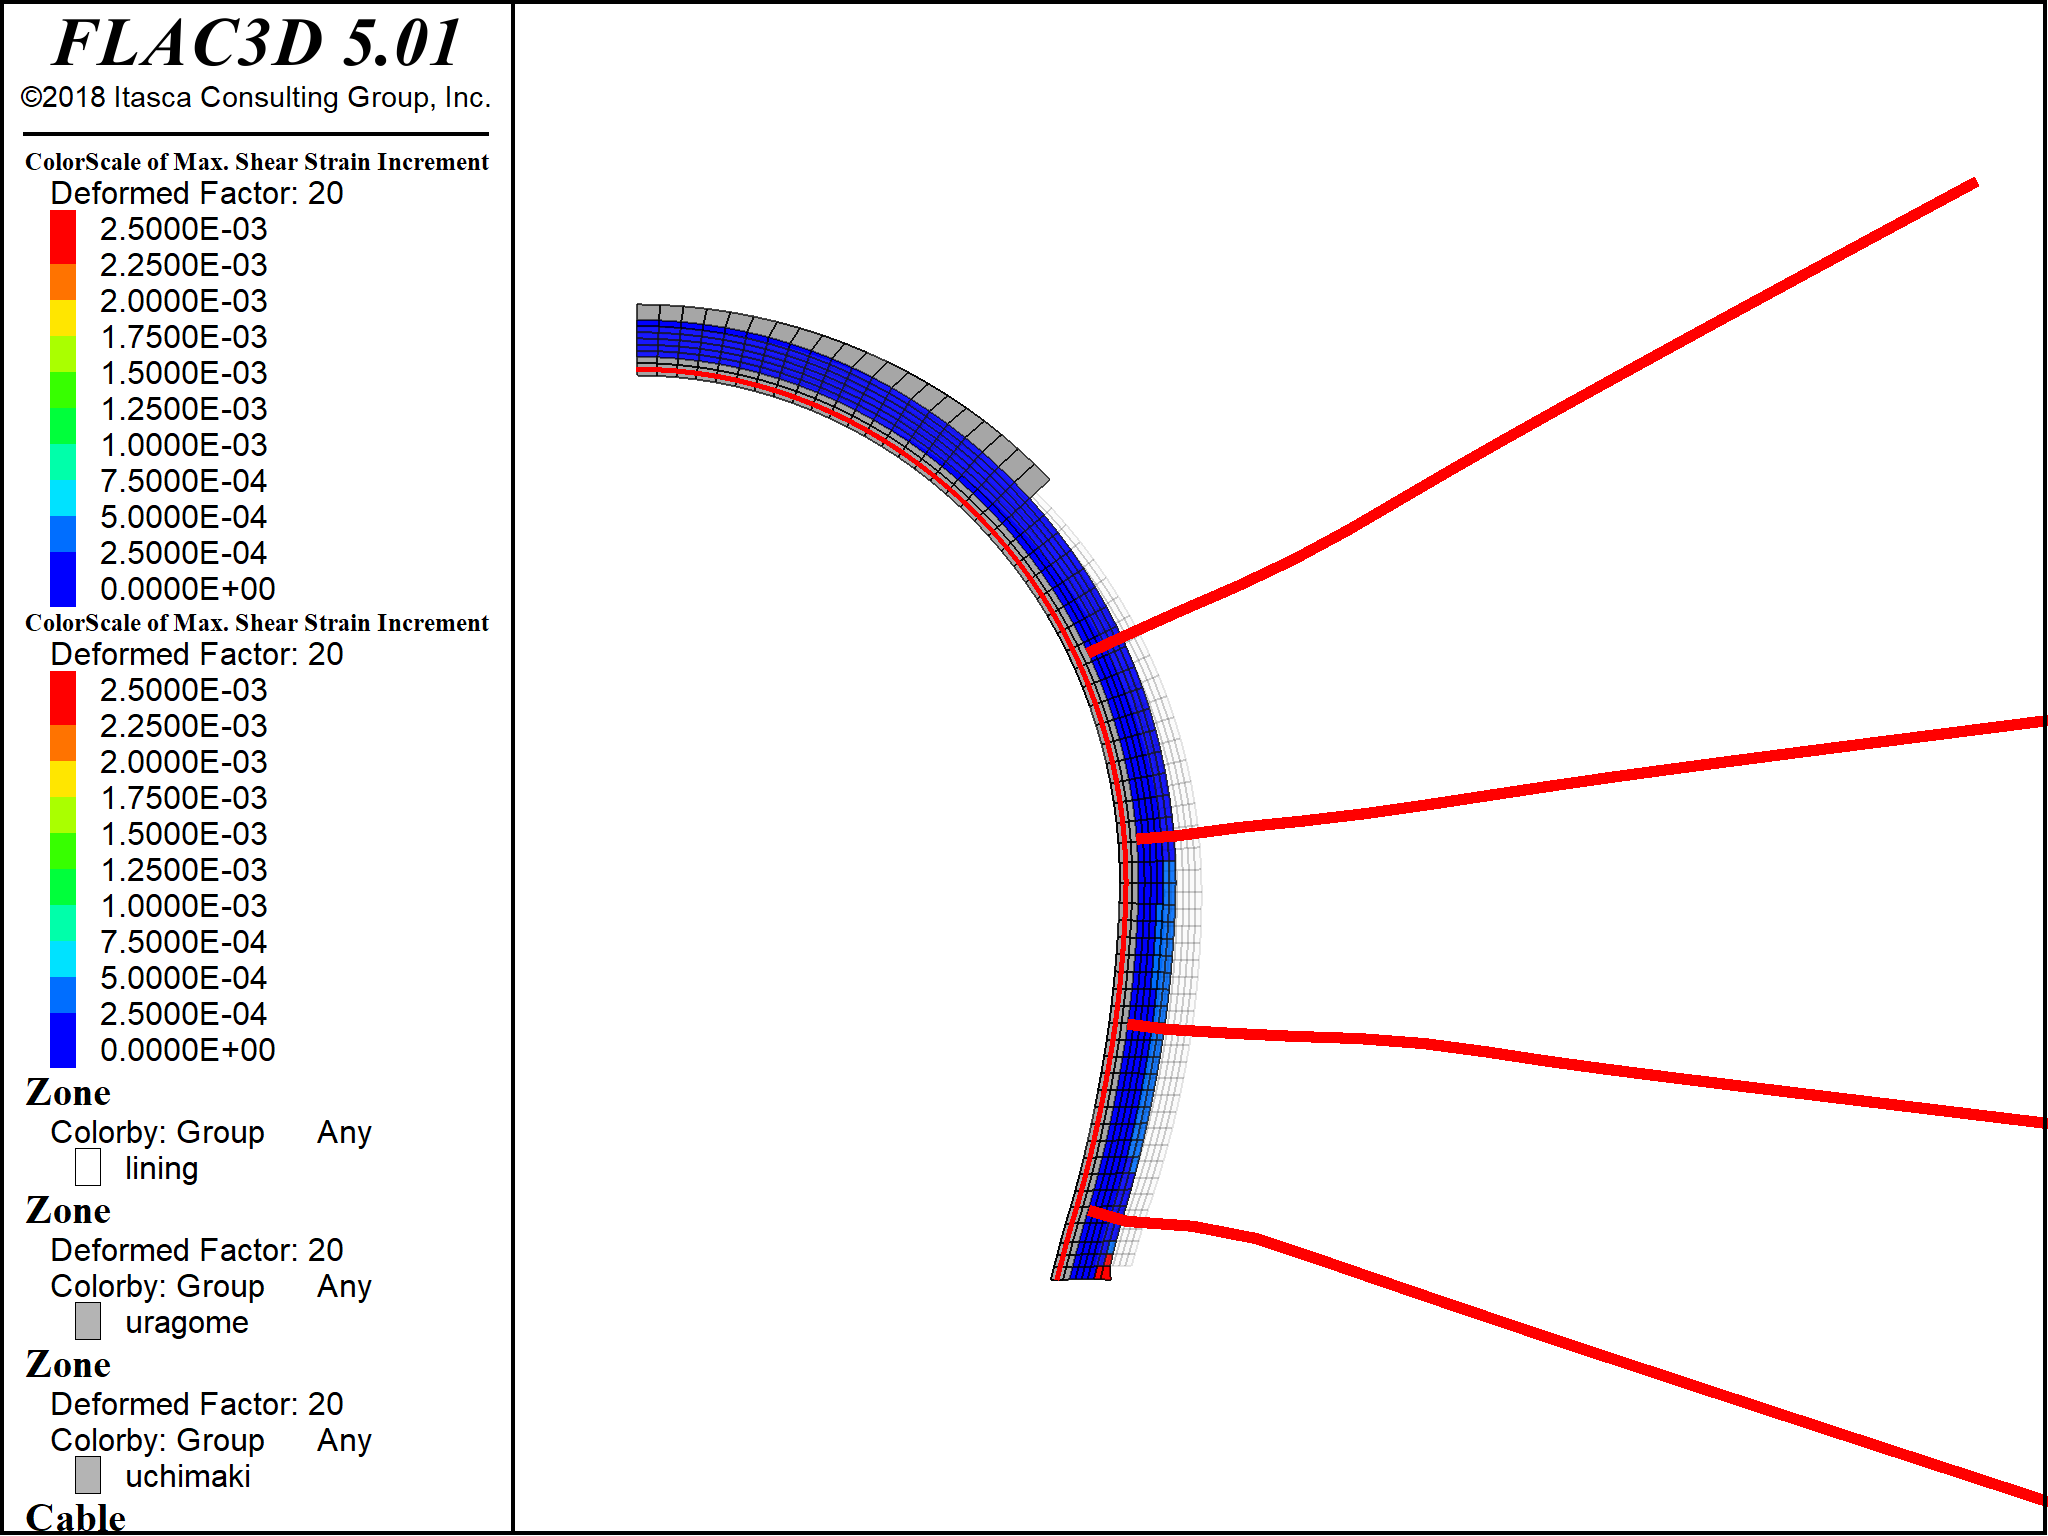 FLAC3D 5.01
©2018 Itasca Consulting Group, Inc.
ColorScale of Max. Shear Strain Increment
Deformed Factor: 20
2.5000E-03
2.2500E-03
2.0000E-03
1.7500E-03
1.5000E-03
1.2500E-03
1.0000E-03
7.5000E-04
5.0000E-04
2.5000E-04
0.0000E+00
ColorScale of Max. Shear Strain Increment
Deformed Factor: 20
2.5000E-03
2.2500E-03
2.0000E-03
1.7500E-03
1.5000E-03
1.2500E-03
1.0000E-03
7.5000E-04
5.0000E-04
2.5000E-04
0.0000E+00
Zone
Colorby: Group Any
lining
Zone
Deformed Factor: 20
Colorby: Group Any
uragome
Zone
Deformed Factor: 20
Colorby: Group Any
uchimaki
Cable